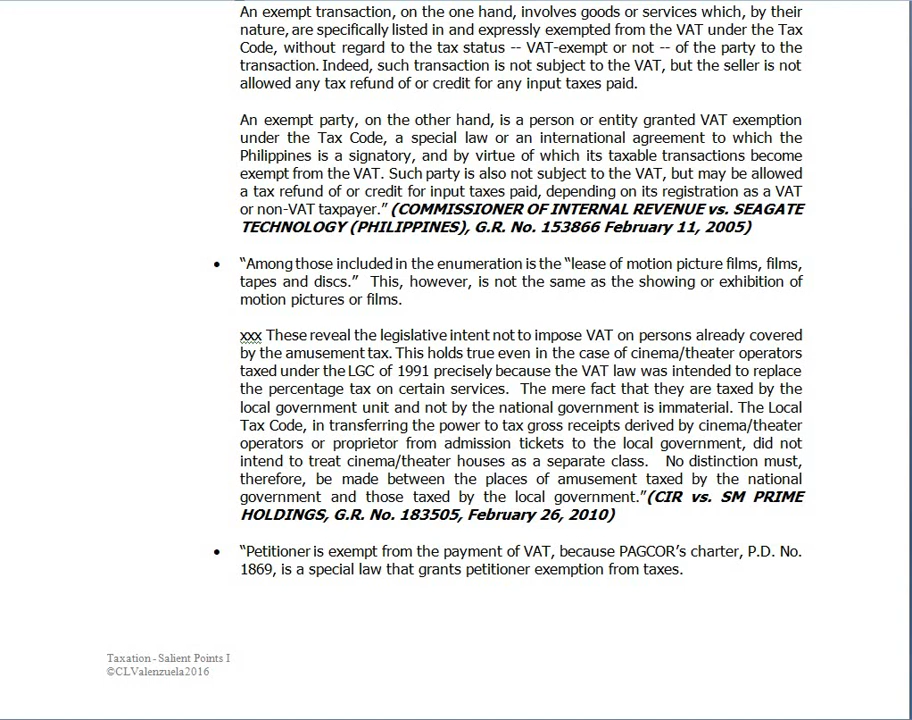 An exempt transaction, on the one hand, involves goods or services which, by their
nature, are specifically listed in and expressly exempted from the VAT under the Tax
Code, without regard to the tax status -- VAT-exempt or not -- of the party to the
transaction. Indeed, such transaction is not subject to the VAT, but the seller is not
allowed any tax refund of or credit for any input taxes paid.
An exempt party, on the other hand, is a person or entity granted VAT exemption
under the Tax Code, a special law or an international agreement to which the
Philippines is a signatory, and by virtue of which its taxable transactions become
exempt from the VAT. Such party is also not subject to the VAT, but may be allowed
a tax refund of or credit for input taxes paid, depending on its registration as a VAT
or non-VAT taxpayer.” (COMMISSIONER OF INTERNAL REVENUE vs. SEAGATE
TECHNOLOGY (PHILIPPINES), G.R. No. 153866 February 11, 2005)
• “Among those included in the enumeration is the “lease of motion picture films, films,
tapes and discs.” This, however, is not the same as the showing or exhibition of
motion pictures or films.
xxx These reveal the legislative intent not to impose VAT on persons already covered
by the amusement tax. This holds true even in the case of cinema/theater operators
taxed under the LGC of 1991 precisely because the VAT law was intended to replace
the percentage tax on certain services. The mere fact that they are taxed by the
local government unit and not by the national government is immaterial. The Local
Tax Code, in transferring the power to tax gross receipts derived by cinema/theater
operators or proprietor from admission tickets to the local government, did not
intend to treat cinema/theater houses as a separate class. No distinction must,
therefore, be made between the places of amusement taxed by the national
government and those taxed by the local government.”(CIR vs. SM PRIME
HOLDINGS, G.R. No. 183505, February 26, 2010)
• “Petitioner is exempt from the payment of VAT, because PAGCOR’s charter, P.D. No.
1869, is a special law that grants petitioner exemption from taxes.
Taxation - Salient Points I
©CLValenzuela2016